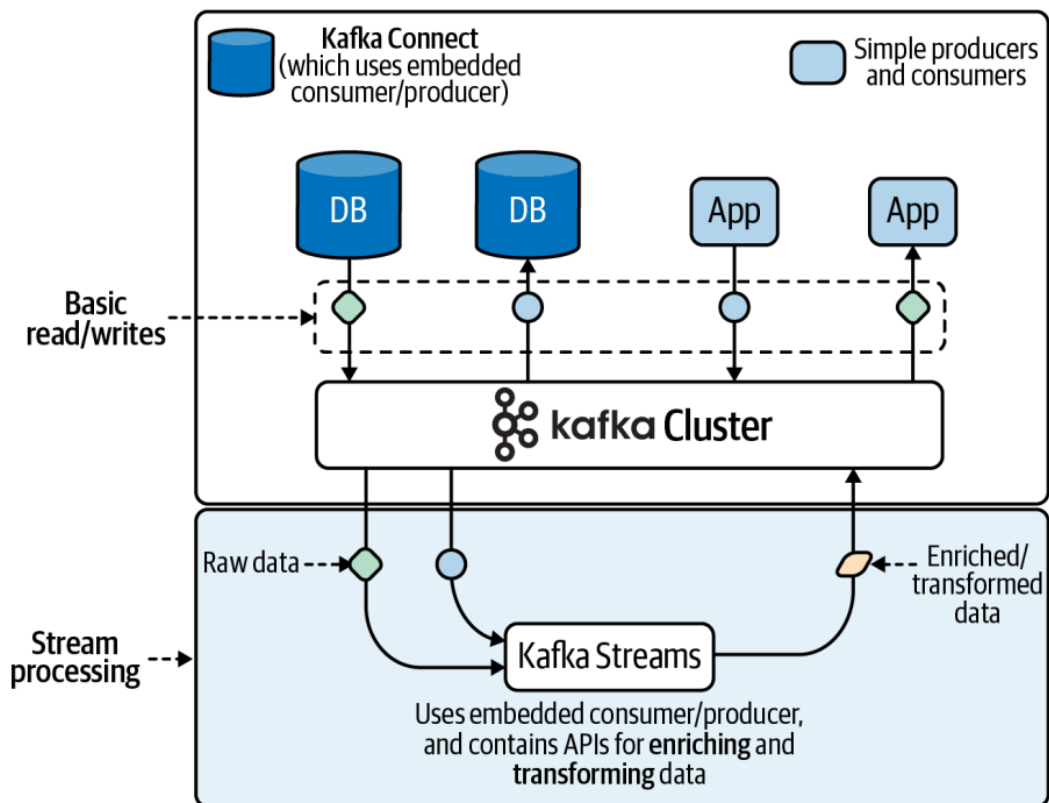 Kafka Connect
(which uses embedded
consumer/producer)
Simple producers
and consumers
DB
DB
App
App
Basic
read/writes
kafka Cluster
Raw data
Enriched/
transformed
data
Stream
processing
Kafka Streams
Uses embedded consumer/producer,
and contains APIs for enriching and
transforming data